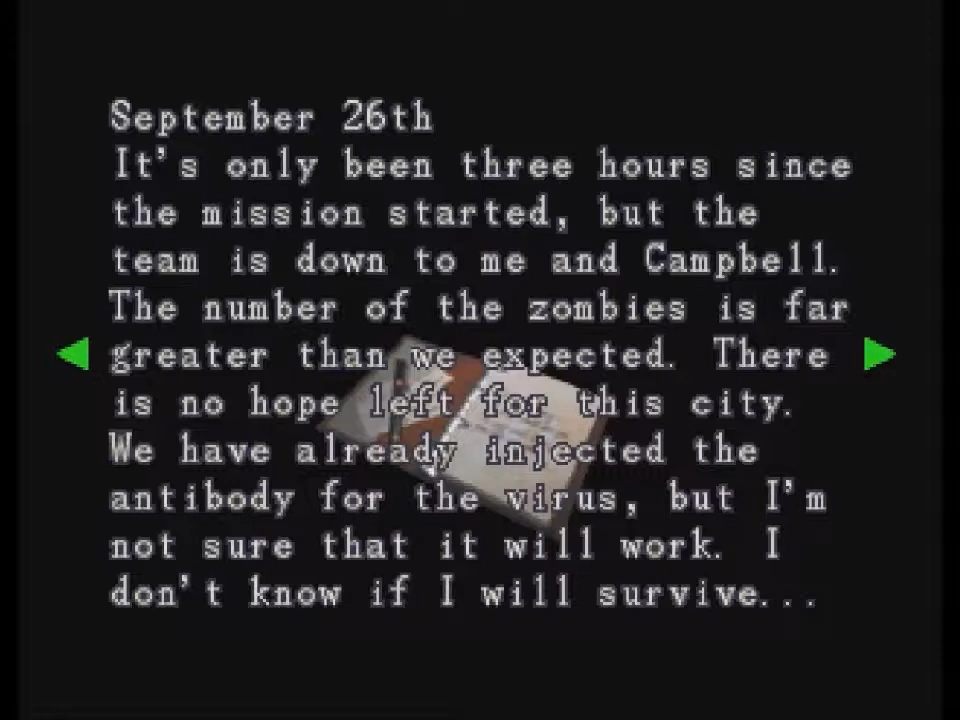 September 26th
It's only been three hours since
the mission started, but the
team is down to me and Campbell.
The number of the zombies is far
greater than we expected. There
is no hope left for this city.
We have already injected the
antibody for the virus, but I'm
not sure that it will work. I
don't know if I will survive...